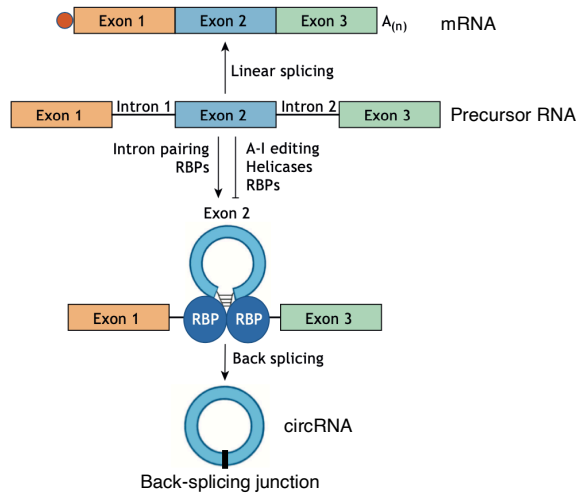 Exon 1 Exon 2 Exon 3 A(n) mRNA
Linear splicing
Exon 1 Intron 1 Exon 2 Intron 2 Exon 3 Precursor RNA
Intron pairing
RBPs
A-I editing
Helicases
RBPs
Exon 2
Exon 1 RBP RBP Exon 3
Back splicing
circRNA
Back-splicing junction